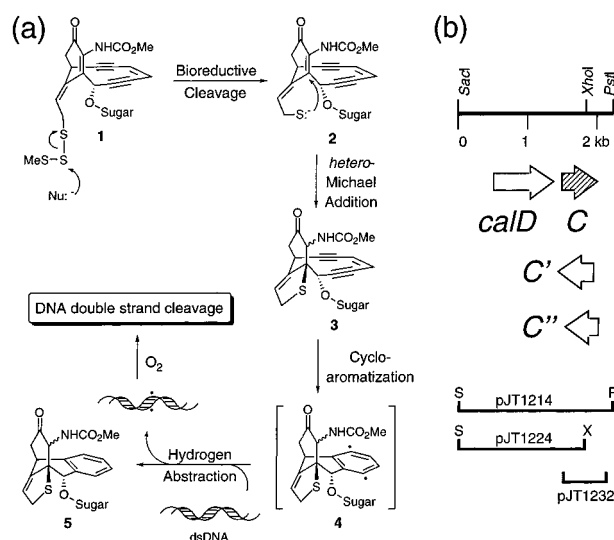 (a)
O
NHCO2Me
O
Sugar
1
S
MeS-S
Nu: -
Bioreductive
Cleavage
O
NHCO2Me
S: -
O
Sugar
2
hetero-
Michael
Addition
O
NHCO2Me
S
O
Sugar
3
Cyclo-
aromatization
O
NHCO2Me
S
O
Sugar
4
Hydrogen
Abstraction
dsDNA
O
NHCO2Me
S
O
Sugar
5
O2
DNA double strand cleavage
(b)
SacI
XhoI
PstI
0
1
2 kb
calD
C
C'
C"
S
pJT1214
P
S
pJT1224
X
pJT1232